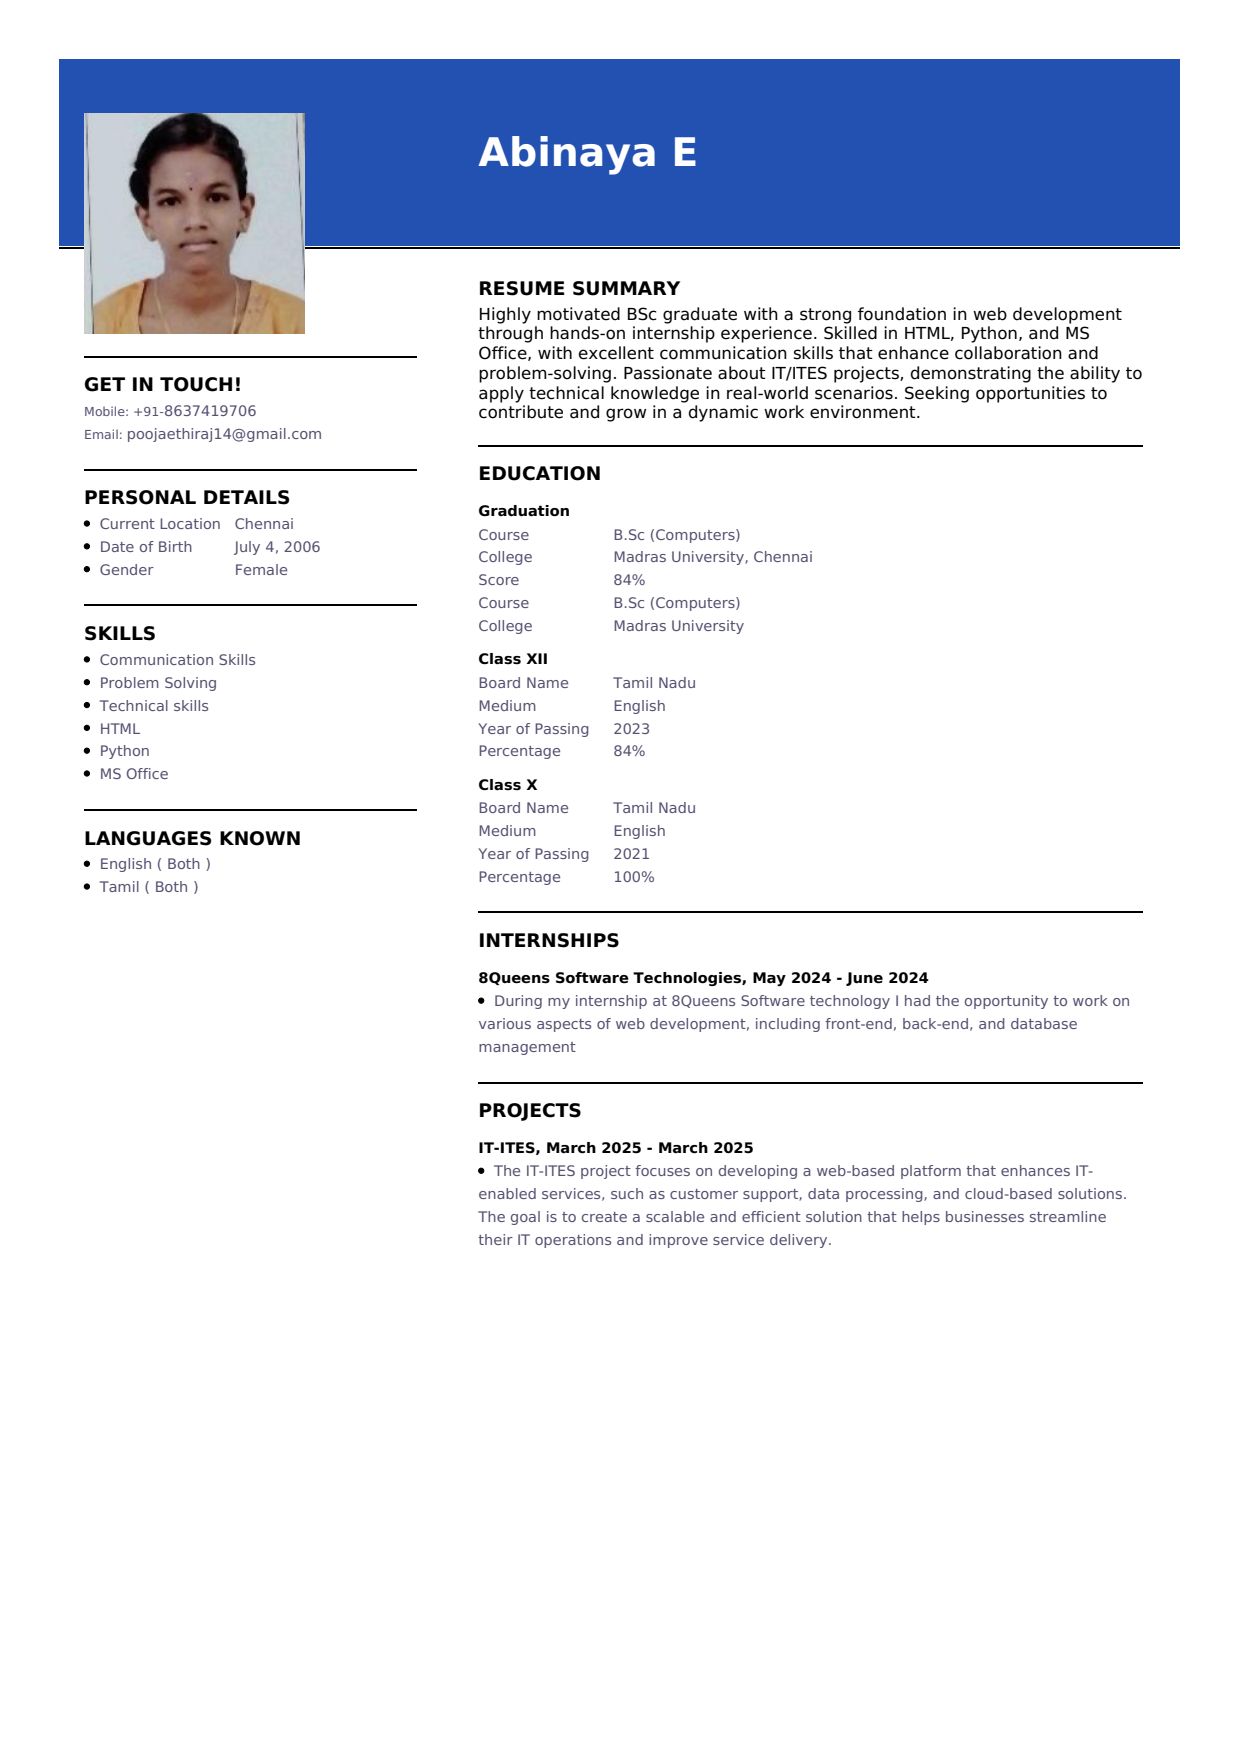 Abinaya E
GET IN TOUCH!
Mobile: +91-8637419706
Email: poojaethiraj14@gmail.com
PERSONAL DETAILS
Current Location Chennai
Date of Birth July 4, 2006
Gender Female
SKILLS
Communication Skills
Problem Solving
Technical skills
HTML
Python
MS Office
LANGUAGES KNOWN
English ( Both )
Tamil ( Both )
RESUME SUMMARY
Highly motivated BSc graduate with a strong foundation in web development
through hands-on internship experience. Skilled in HTML, Python, and MS
Office, with excellent communication skills that enhance collaboration and
problem-solving. Passionate about IT/ITES projects, demonstrating the ability to
apply technical knowledge in real-world scenarios. Seeking opportunities to
contribute and grow in a dynamic work environment.
EDUCATION
Graduation
Course B.Sc (Computers)
College Madras University, Chennai
Score 84%
Course B.Sc (Computers)
College Madras University
Class XII
Board Name Tamil Nadu
Medium English
Year of Passing 2023
Percentage 84%
Class X
Board Name Tamil Nadu
Medium English
Year of Passing 2021
Percentage 100%
INTERNSHIPS
8Queens Software Technologies, May 2024 - June 2024
During my internship at 8Queens Software technology I had the opportunity to work on
various aspects of web development, including front-end, back-end, and database
management
PROJECTS
IT-ITES, March 2025 - March 2025
The IT-ITES project focuses on developing a web-based platform that enhances IT-
enabled services, such as customer support, data processing, and cloud-based solutions.
The goal is to create a scalable and efficient solution that helps businesses streamline
their IT operations and improve service delivery.